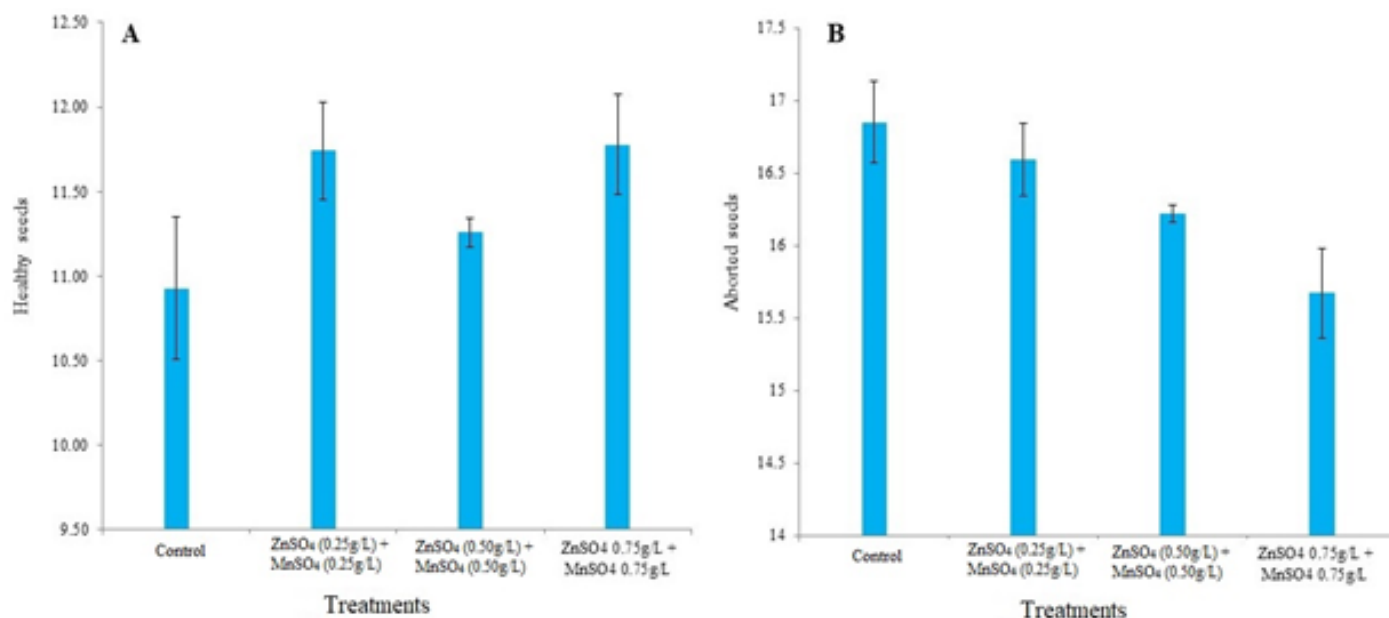 A
12.50
12.00
11.50
11.00
10.50
10.00
9.50
Healthy seeds
Control
ZnSO₄ (0.25g/L) +
MnSO₄ (0.25g/L)
ZnSO₄ (0.50g/L) +
MnSO₄ (0.50g/L)
ZnSO4 0.75g/L +
MnSO4 0.75g/L
Treatments
B
17.5
17
16.5
16
15.5
15
14.5
14
Aborted seeds
Control
ZnSO₄ (0.25g/L) +
MnSO₄ (0.25g/L)
ZnSO₄ (0.50g/L) +
MnSO₄ (0.50g/L)
ZnSO4 0.75g/L +
MnSO4 0.75g/L
Treatments